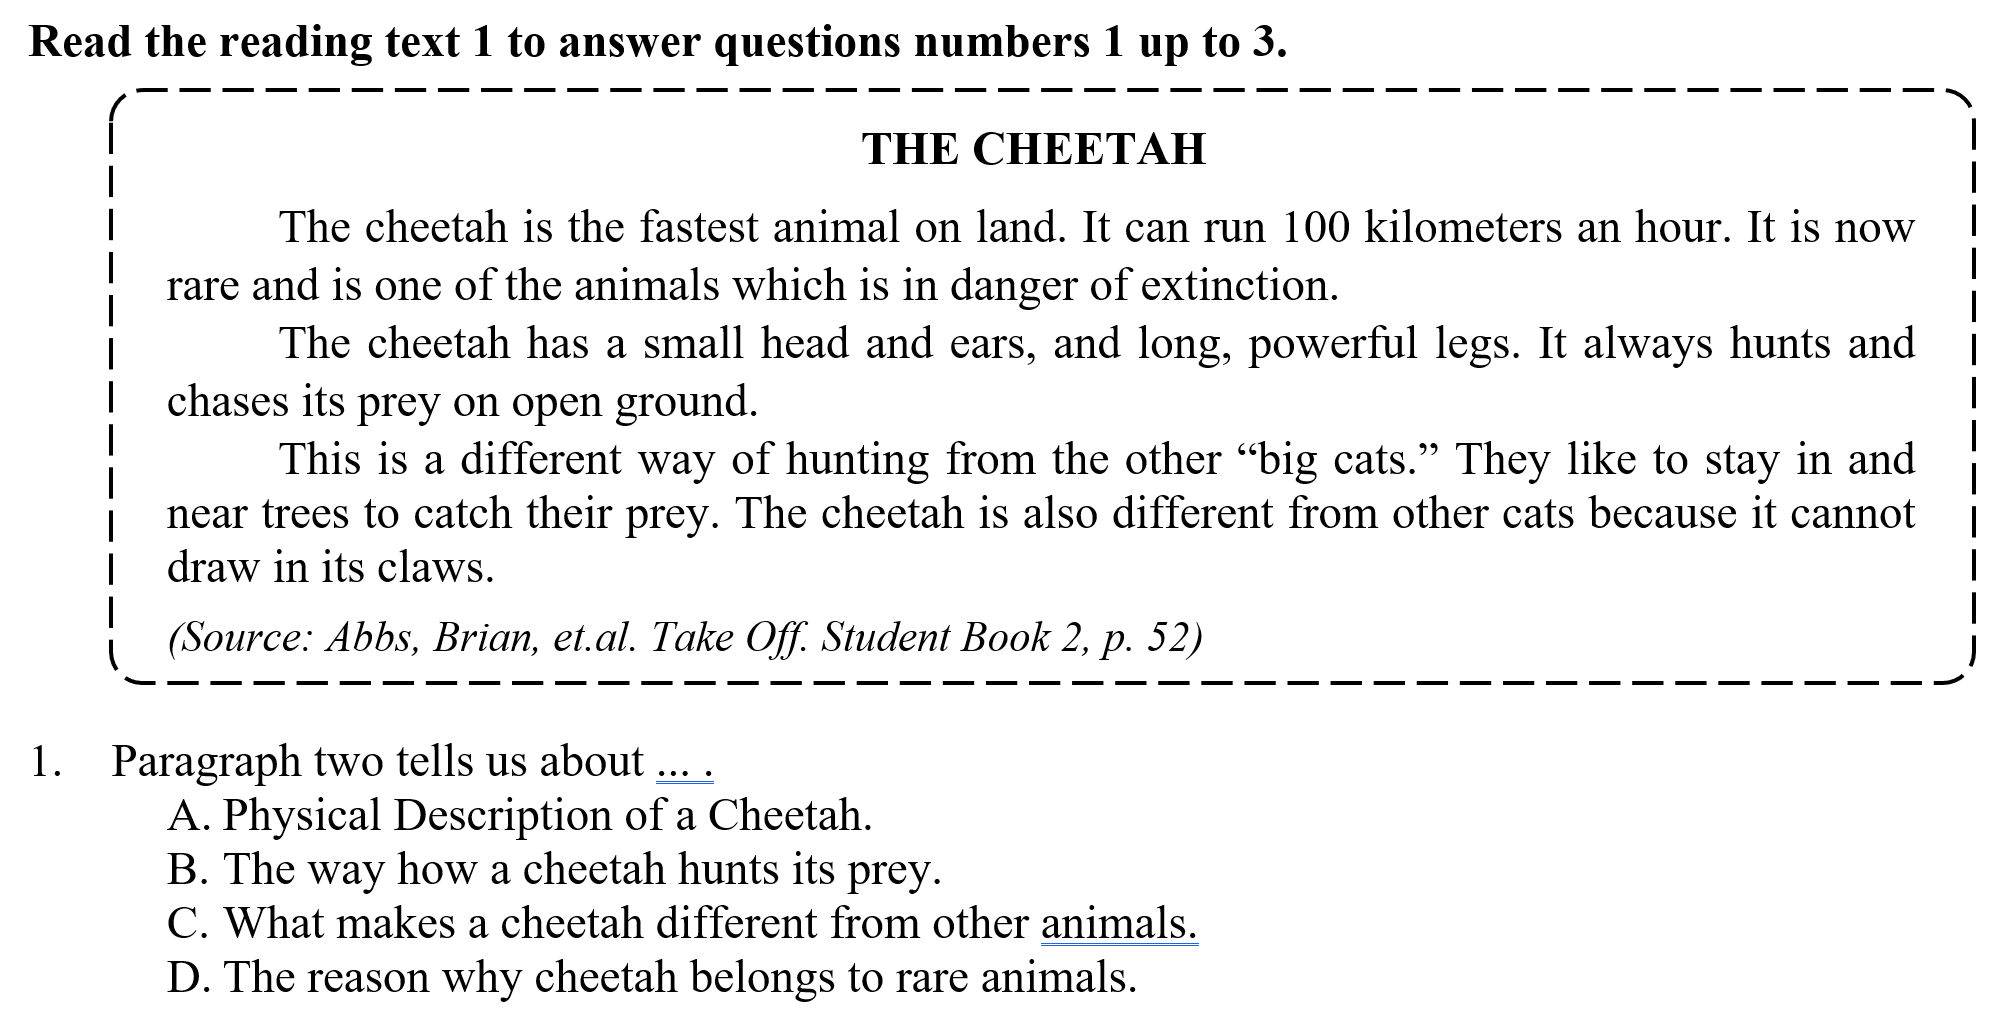 Read the reading text 1 to answer questions numbers 1 up to 3.
THE CHEETAH
The cheetah is the fastest animal on land. It can run 100 kilometers an hour. It is now
rare and is one of the animals which is in danger of extinction.
The cheetah has a small head and ears, and long, powerful legs. It always hunts and
chases its prey on open ground.
This is a different way of hunting from the other “big cats.” They like to stay in and
near trees to catch their prey. The cheetah is also different from other cats because it cannot
draw in its claws.
(Source: Abbs, Brian, et.al. Take Off. Student Book 2, p. 52)
1. Paragraph two tells us about ... .
A. Physical Description of a Cheetah.
B. The way how a cheetah hunts its prey.
C. What makes a cheetah different from other animals.
D. The reason why cheetah belongs to rare animals.